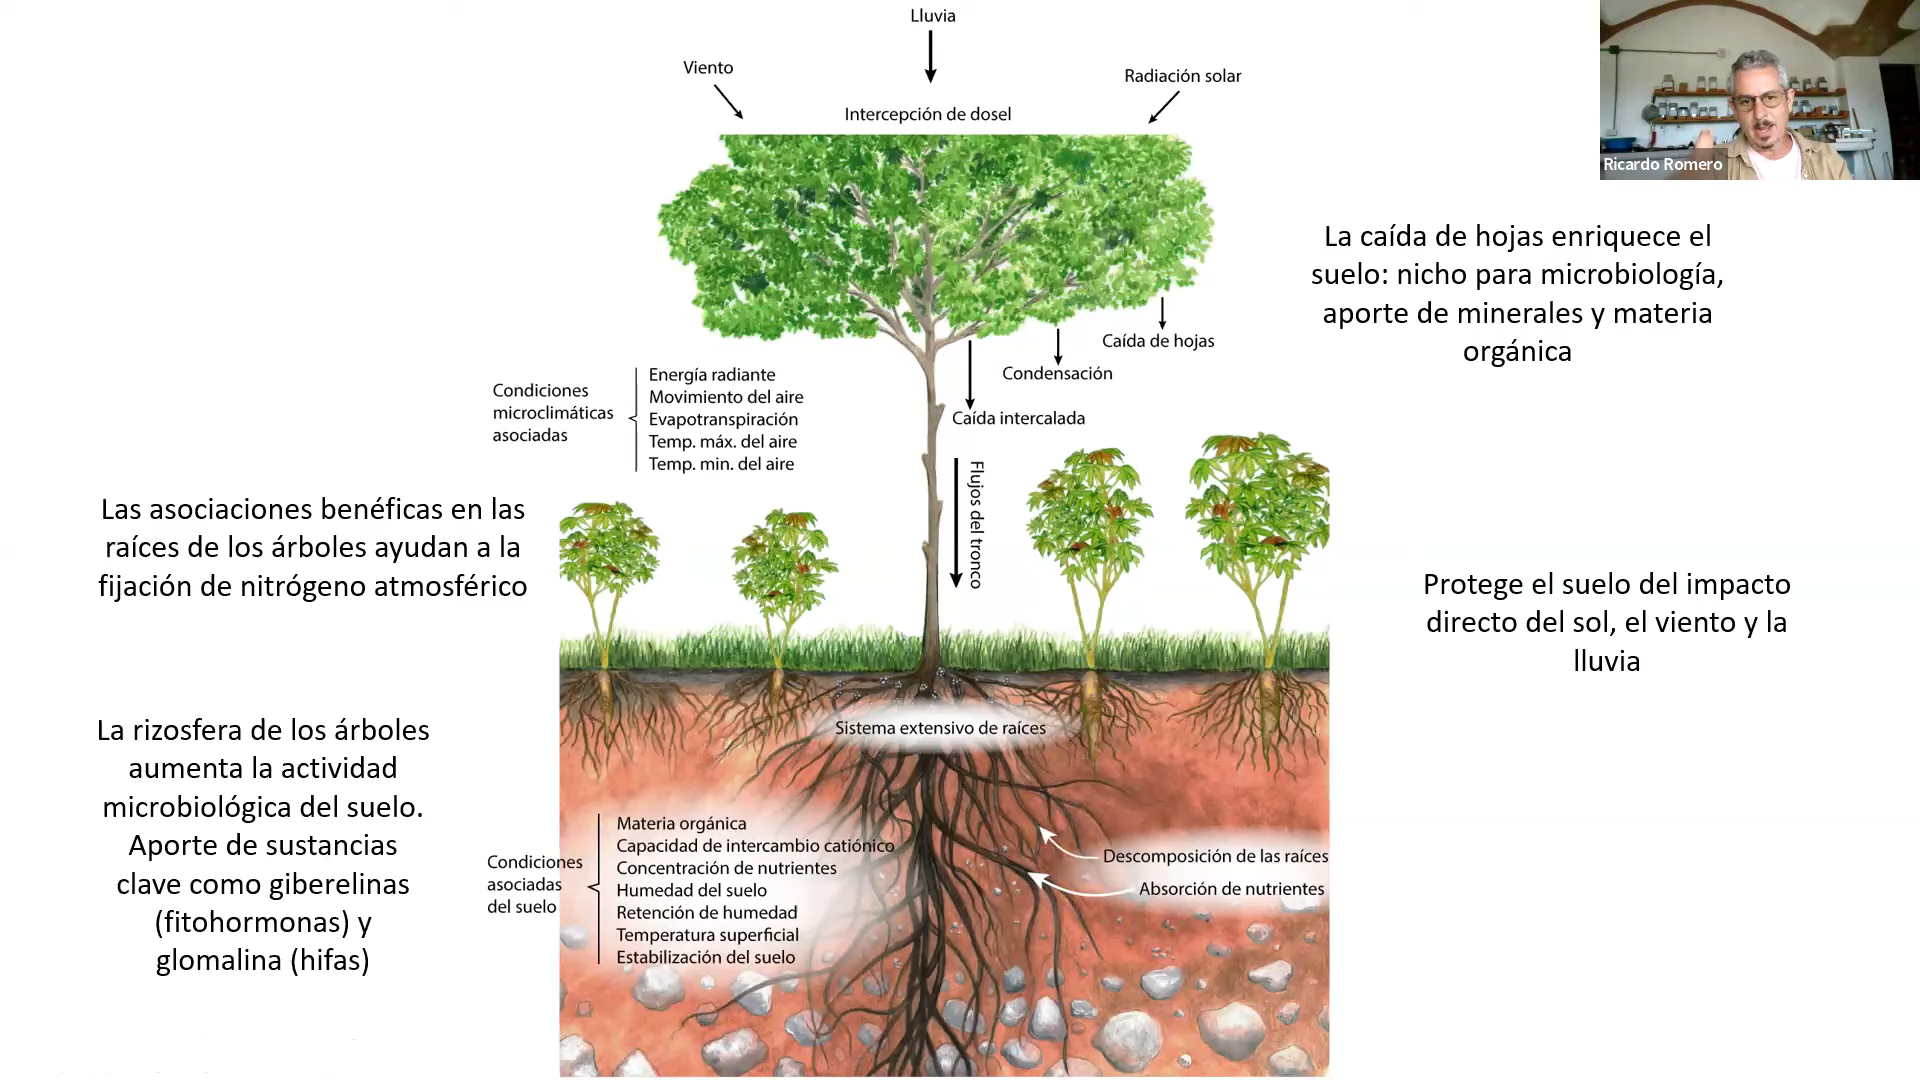 Lluvia
Viento
Radiación solar
Intercepción de dosel
Ricardo Romero
La caída de hojas enriquece el
suelo: nicho para microbiología,
aporte de minerales y materia
orgánica
Caída de hojas
Condensación
Caída intercalada
Condiciones
microclimáticas
asociadas
Energía radiante
Movimiento del aire
Evapotranspiración
Temp. máx. del aire
Temp. min. del aire
Flujos del tronco
Las asociaciones benéficas en las
raíces de los árboles ayudan a la
fijación de nitrógeno atmosférico
Protege el suelo del impacto
directo del sol, el viento y la
lluvia
Sistema extensivo de raíces
La rizosfera de los árboles
aumenta la actividad
microbiológica del suelo.
Aporte de sustancias
clave como giberelinas
(fitohormonas) y
glomalina (hifas)
Condiciones
asociadas
del suelo
Materia orgánica
Capacidad de intercambio catiónico
Concentración de nutrientes
Humedad del suelo
Retención de humedad
Temperatura superficial
Estabilización del suelo
Descomposición de las raíces
Absorción de nutrientes